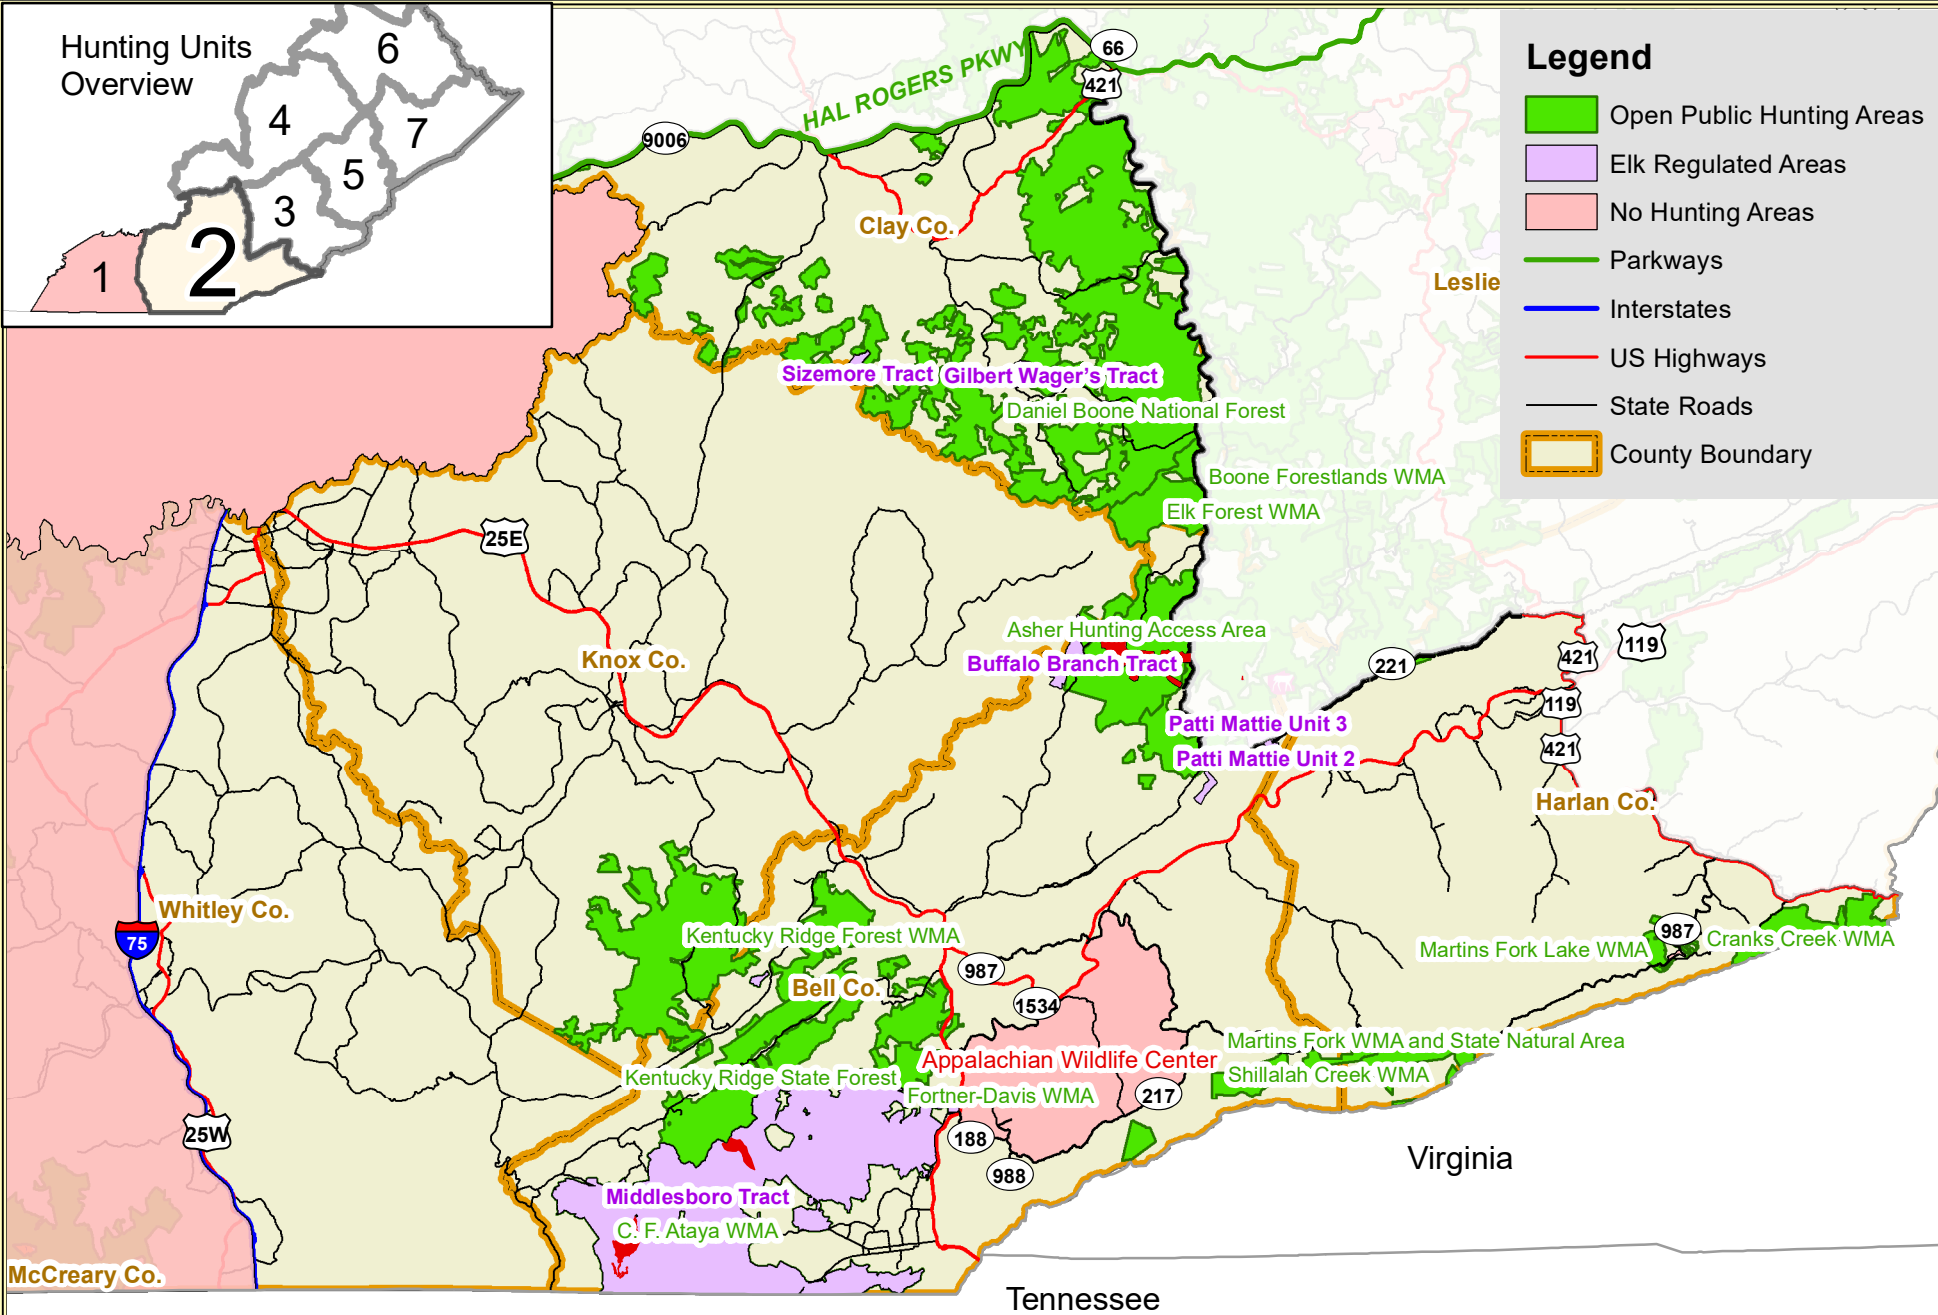 Hunting Units
Overview
6
4
7
5
3
2
1
HAL ROGERS PKWY
66
421
9006
Legend
Open Public Hunting Areas
Elk Regulated Areas
No Hunting Areas
Parkways
Interstates
US Highways
State Roads
County Boundary
Clay Co.
Leslie
Sizemore Tract
Gilbert Wager's Tract
Daniel Boone National Forest
Boone Forestlands WMA
Elk Forest WMA
25E
Asher Hunting Access Area
Knox Co.
Buffalo Branch Tract
221
421
119
119
421
Patti Mattie Unit 3
Patti Mattie Unit 2
Harlan Co.
Whitley Co.
75
Kentucky Ridge Forest WMA
987
Martins Fork Lake WMA
Cranks Creek WMA
987
Bell Co.
1534
Martins Fork WMA and State Natural Area
Appalachian Wildlife Center
Kentucky Ridge State Forest
Shillalah Creek WMA
Fortner-Davis WMA
217
25W
188
988
Virginia
Middlesboro Tract
C. F. Ataya WMA
McCreary Co.
Tennessee